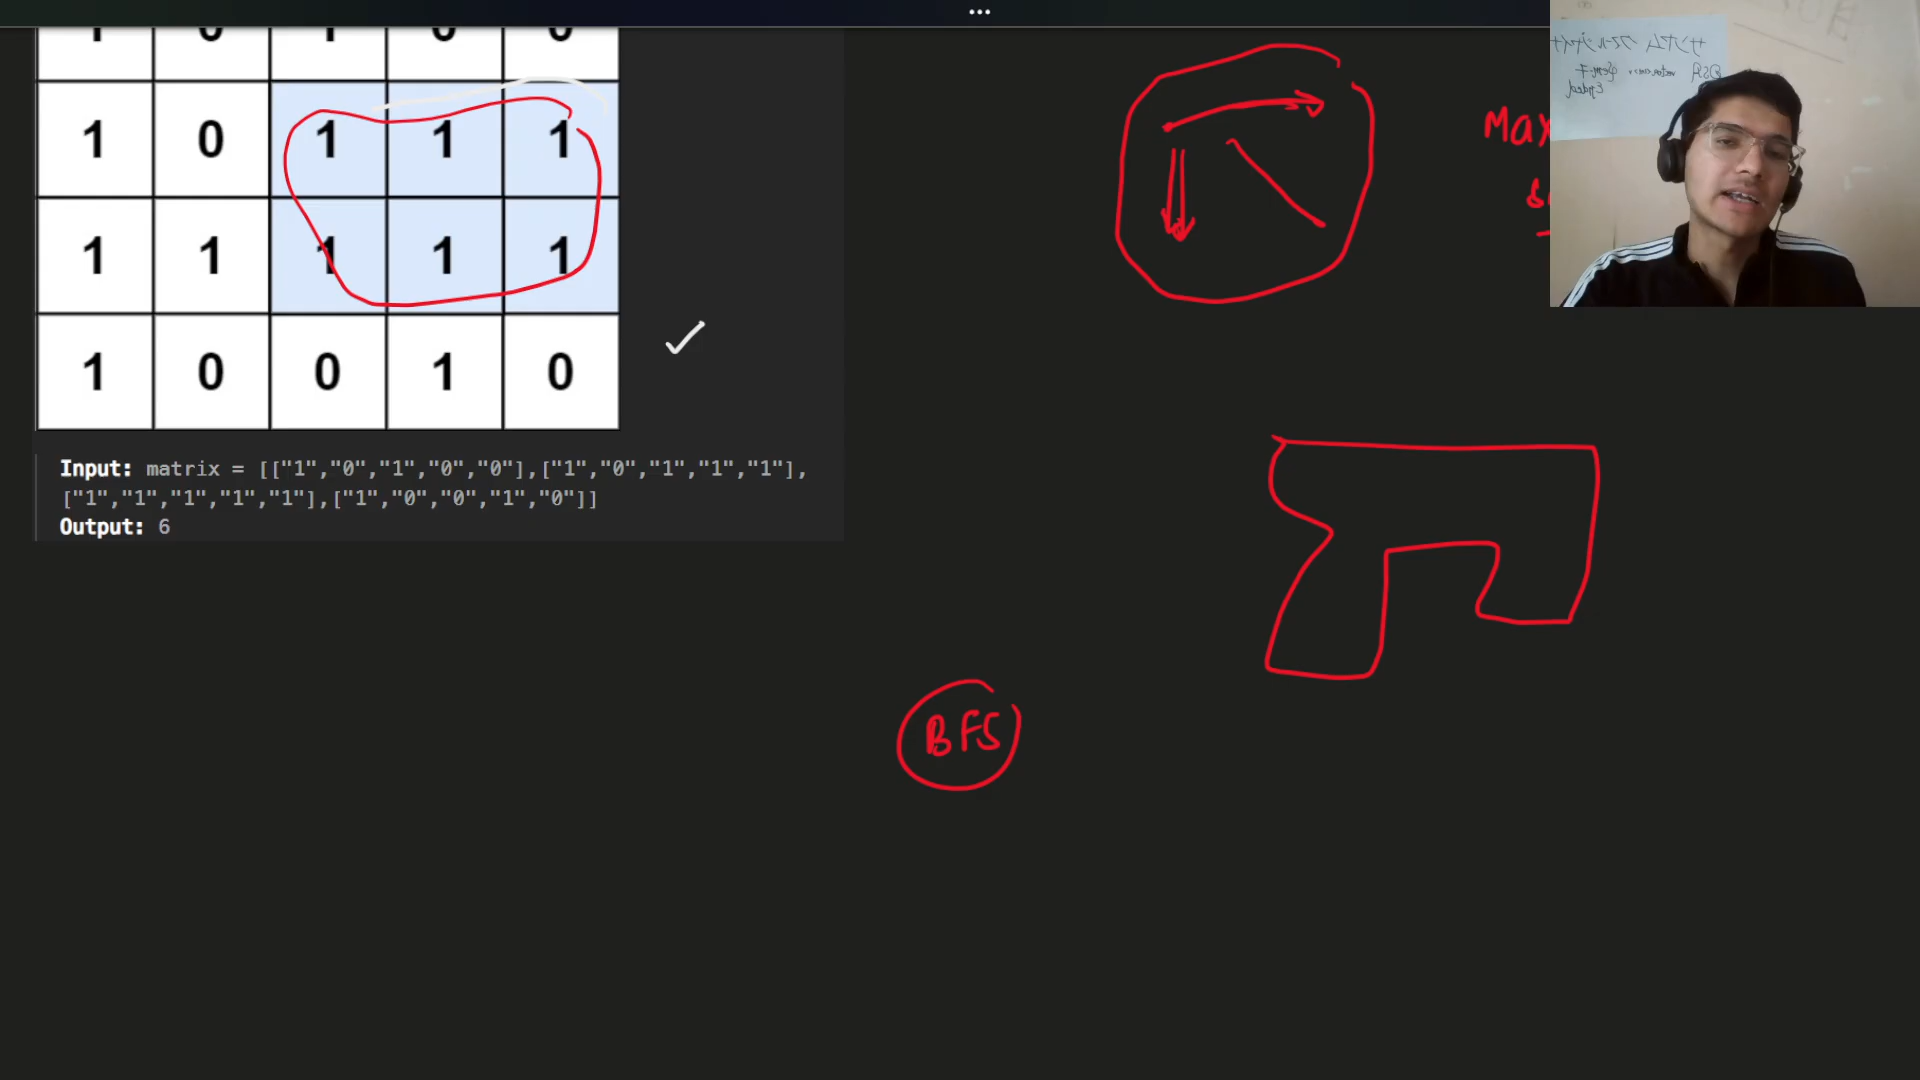 1 0 1 0 0
1 0 1 1 1
1 1 1 1 1
1 0 0 1 0
Input: matrix = [["1","0","1","0","0"],["1","0","1","1","1"],
["1","1","1","1","1"],["1","0","0","1","0"]]
Output: 6
BFS
DSA